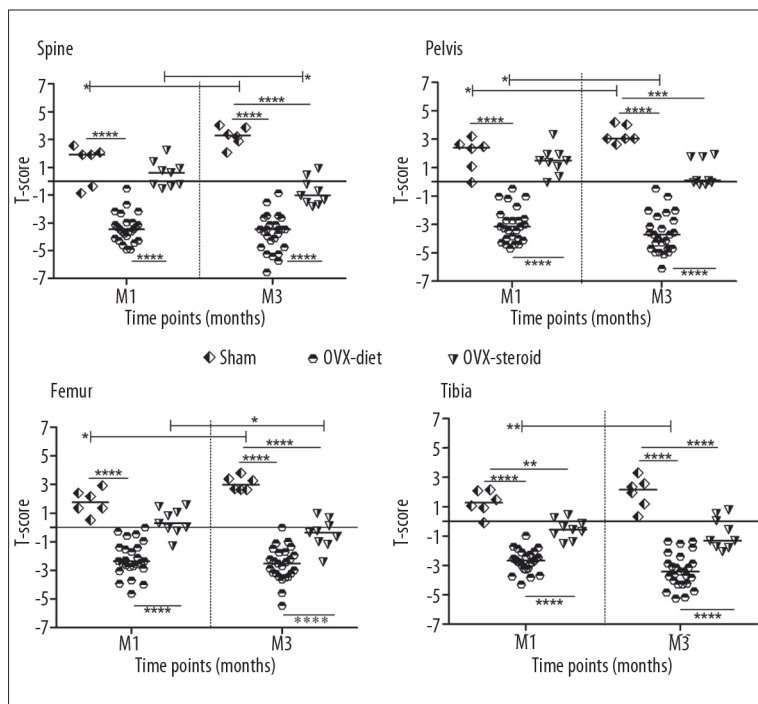 Spine
7
5
3
1
-1
-3
-5
-7
T-score
*
*
****
****
****
****
****
M1
M3
Time points (months)
Pelvis
7
5
3
1
-1
-3
-5
-7
T-score
*
*
***
****
****
****
****
M1
M3
Time points (months)
Sham OVX-diet OVX-steroid
Femur
7
5
3
1
-1
-3
-5
-7
T-score
*
*
****
****
****
****
****
M1
M3
Time points (months)
Tibia
7
5
3
1
-1
-3
-5
-7
T-score
**
****
**
****
****
****
****
M1
M3
Time points (months)